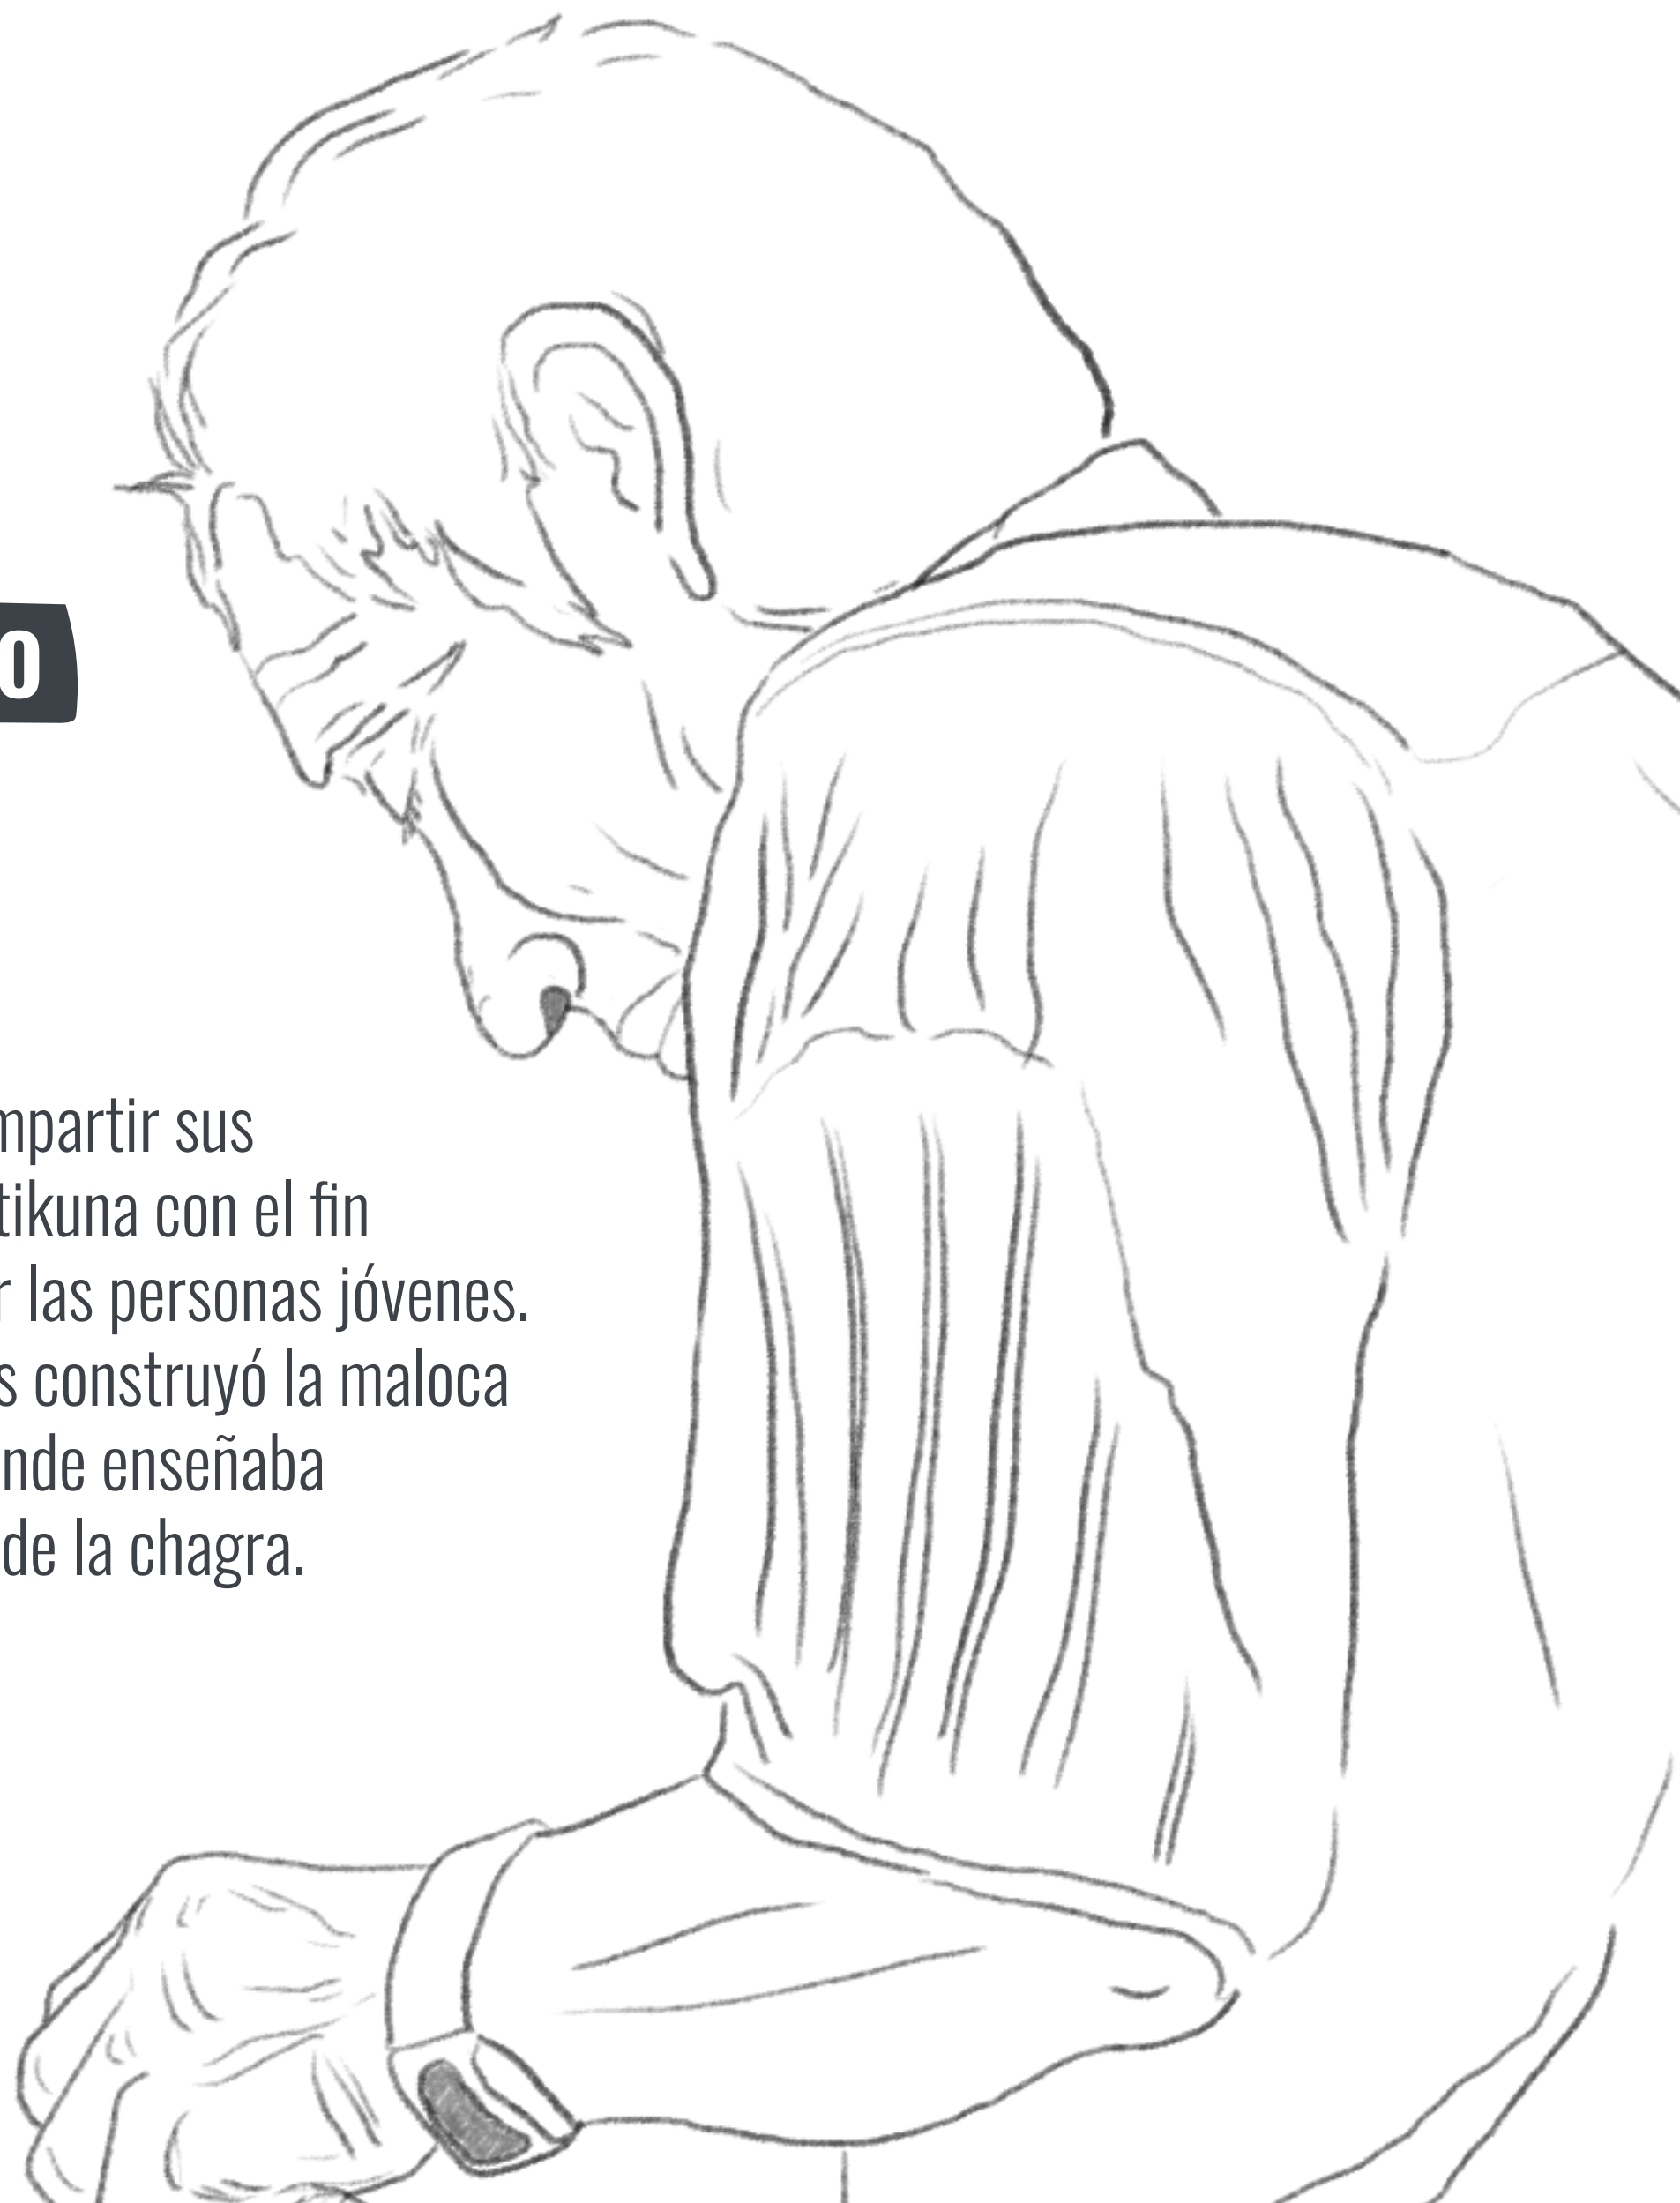 O
mpartir sus
tikuna con el fin
r las personas jóvenes.
s construyó la maloca
nde enseñaba
de la chagra.